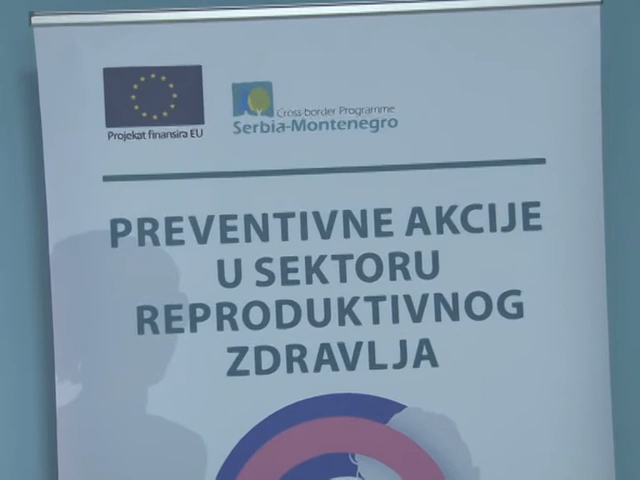 Projekat finansira EU
Cross-border Programme
Serbia-Montenegro
PREVENTIVNE AKCIJE
U SEKTORU
REPRODUKTIVNOG
ZDRAVLJA